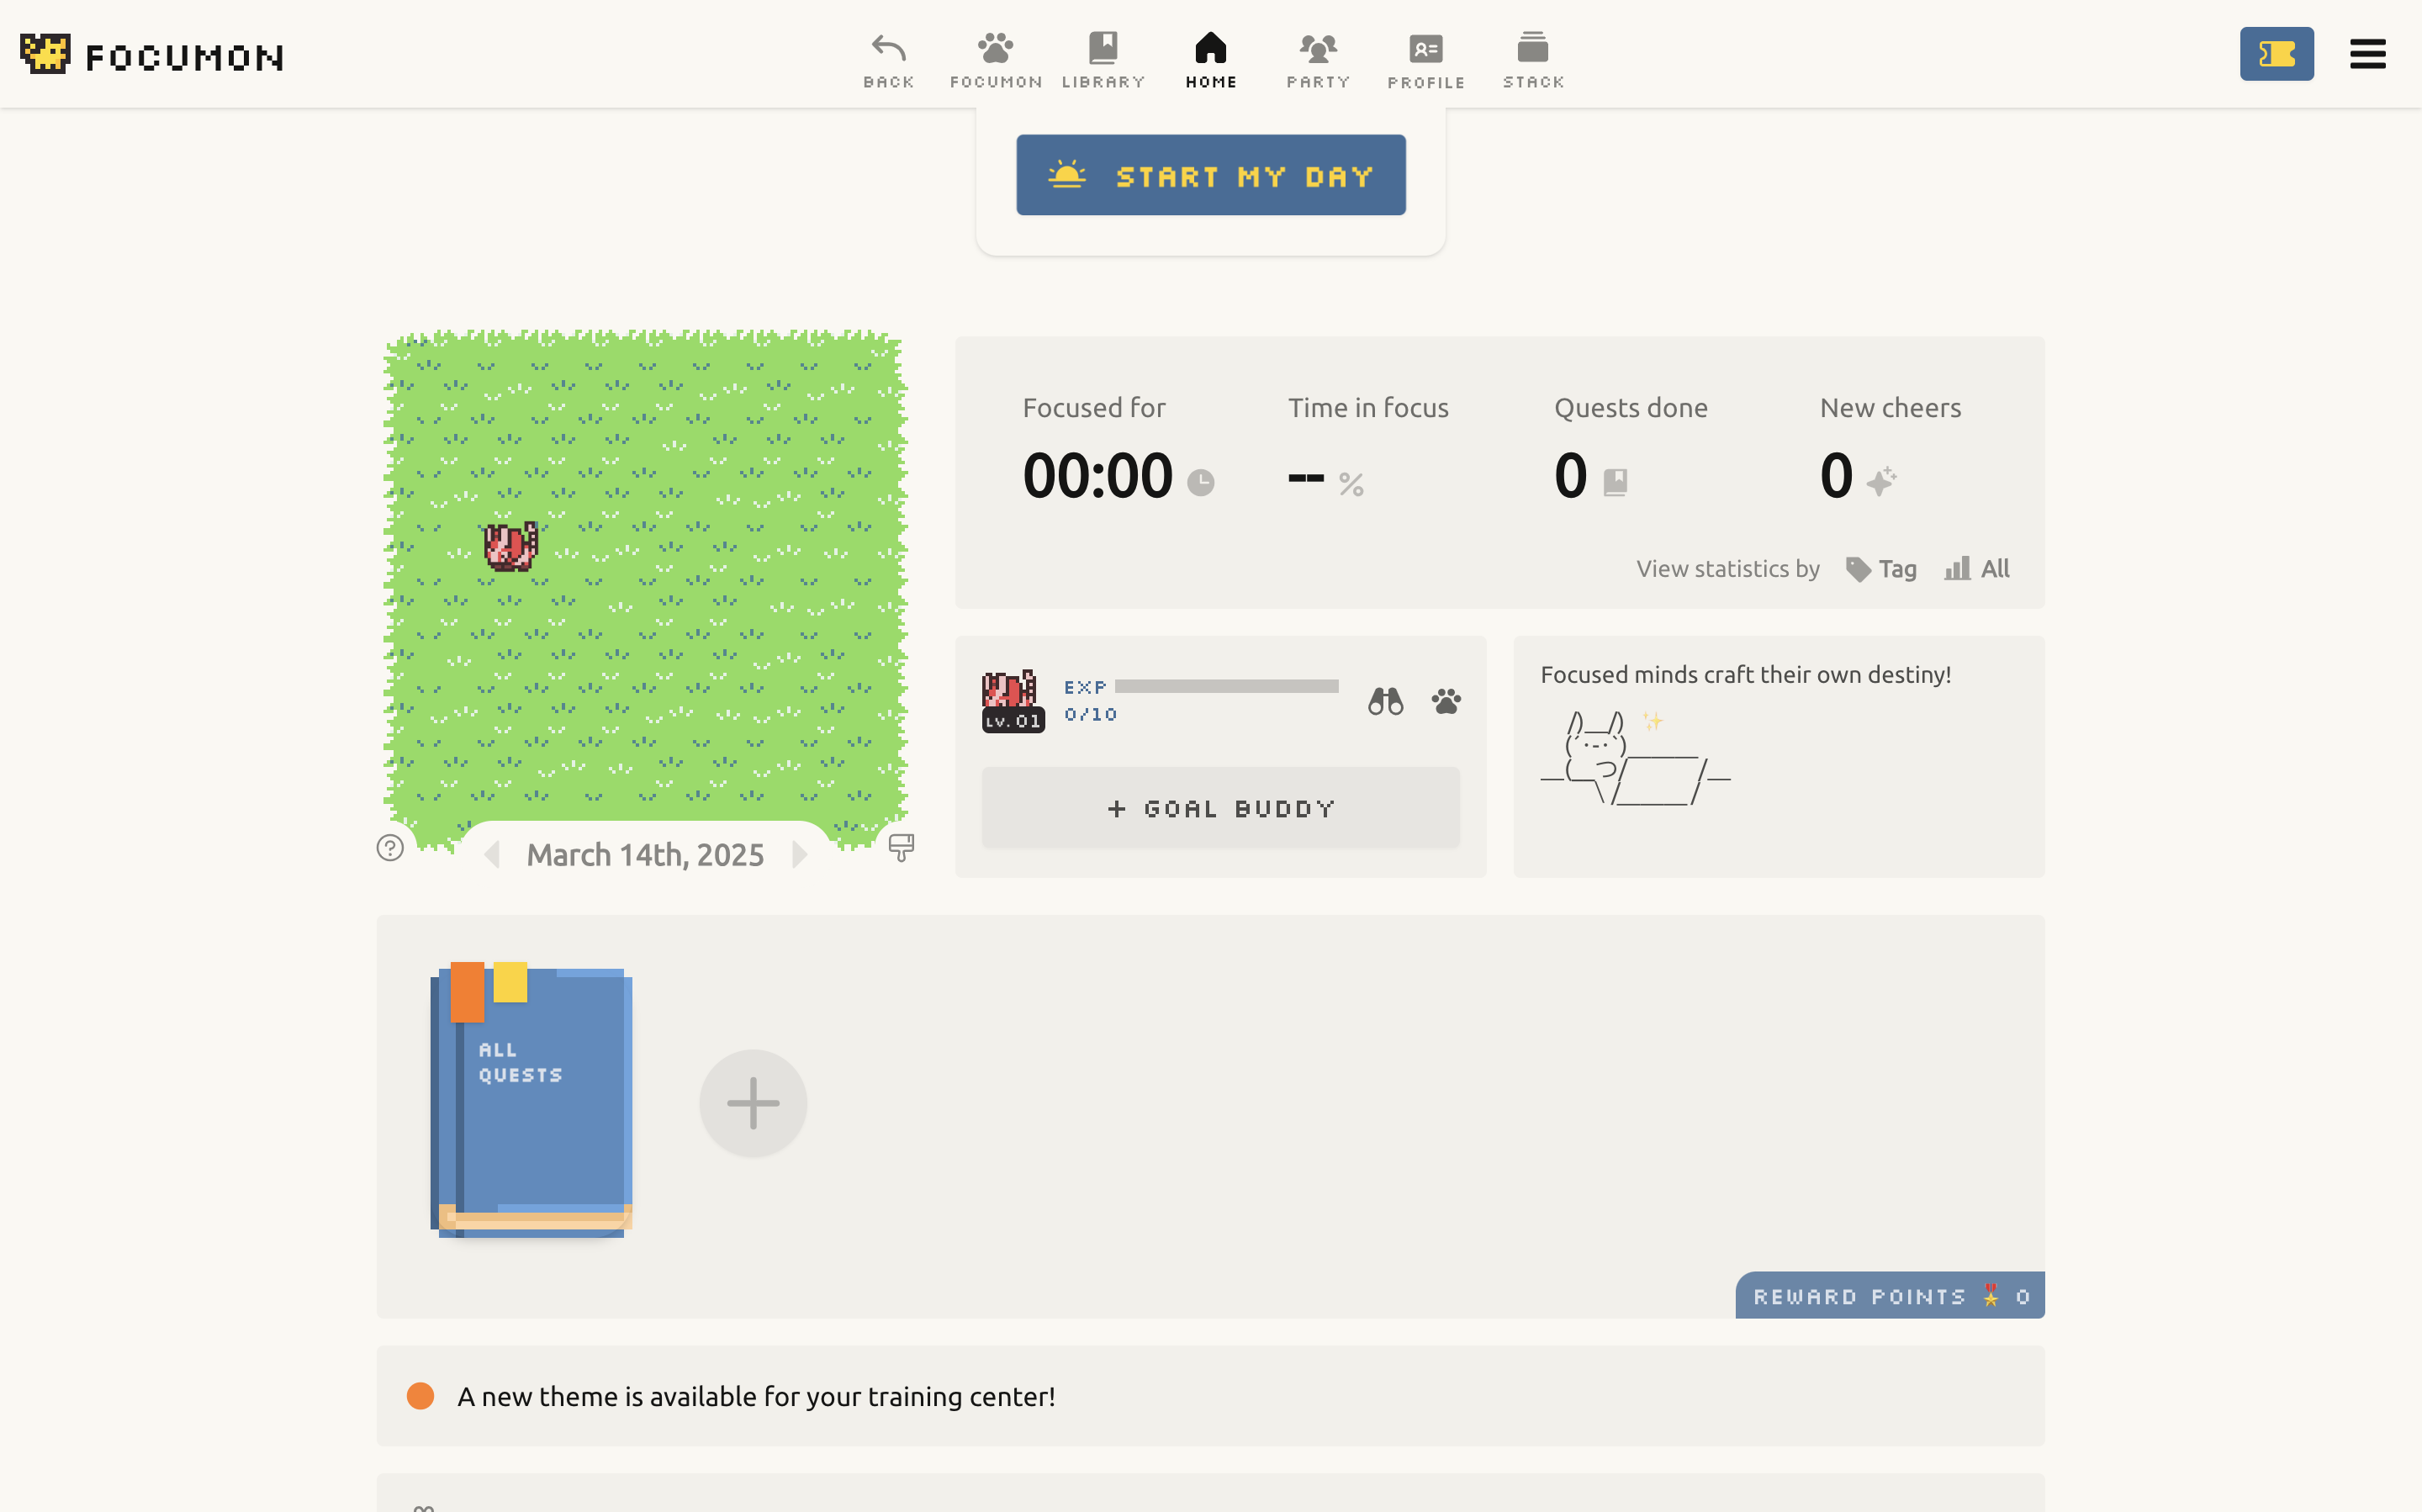 FOCUMON
BACK
FOCUMON
LIBRARY
HOME
PARTY
PROFILE
STACK
START MY DAY
Focused for
Time in focus
Quests done
New cheers
00:00
-- %
0
0
View statistics by
Tag
All
EXP
0/10
LV. 01
+ GOAL BUDDY
Focused minds craft their own destiny!
March 14th, 2025
ALL
QUESTS
REWARD POINTS 🎖 0
A new theme is available for your training center!